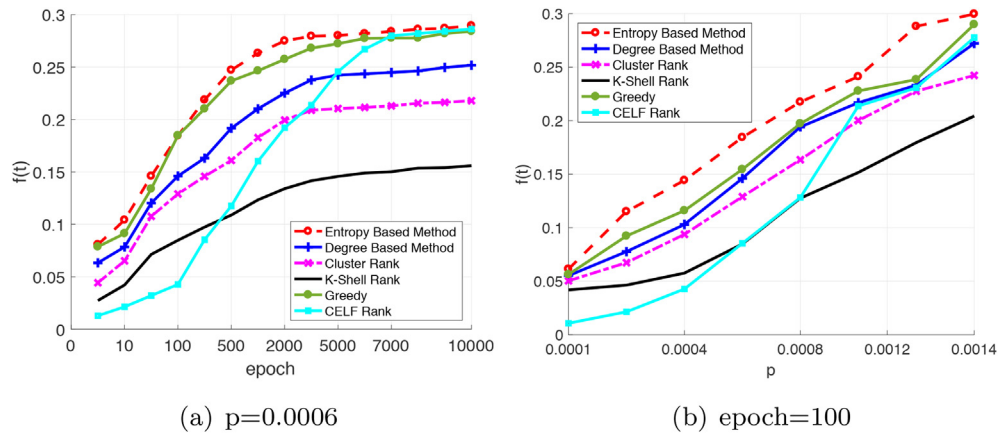 0.3
0.25
0.2
0.15
0.1
0.05
0
f(t)
Entropy Based Method
Degree Based Method
Cluster Rank
K-Shell Rank
Greedy
CELF Rank
0 10 100 500 2000 5000 7000 10000
epoch
(a) p=0.0006
0.3
0.25
0.2
0.15
0.1
0.05
0
f(t)
Entropy Based Method
Degree Based Method
Cluster Rank
K-Shell Rank
Greedy
CELF Rank
0.0001 0.0004 0.0008 0.0012 0.0014
p
(b) epoch=100